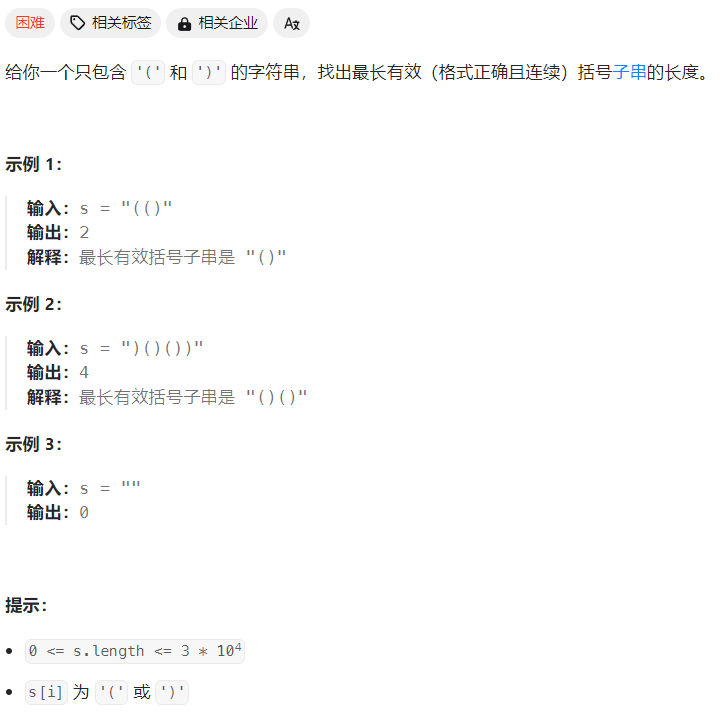 困难 相关标签 相关企业 A文
给你一个只包含 '(' 和 ')' 的字符串，找出最长有效（格式正确且连续）括号子串的长度。
示例 1：
输入：s = "(()"
输出：2
解释：最长有效括号子串是 "()"
示例 2：
输入：s = ")()())"
输出：4
解释：最长有效括号子串是 "()()"
示例 3：
输入：s = ""
输出：0
提示：
• 0 <= s.length <= 3 * 10⁴
• s[i] 为 '(' 或 ')'